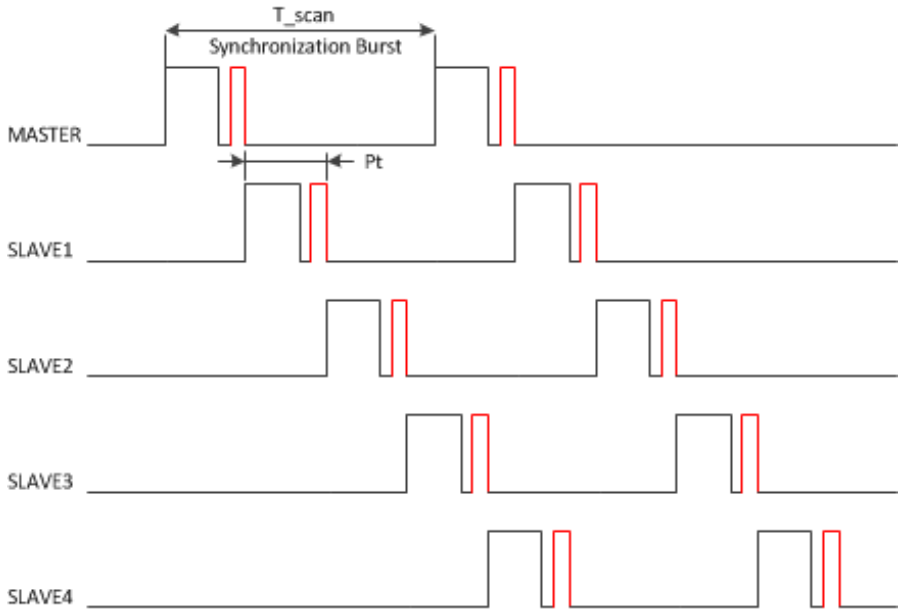 T_scan
Synchronization Burst
MASTER
Pt
SLAVE1
SLAVE2
SLAVE3
SLAVE4